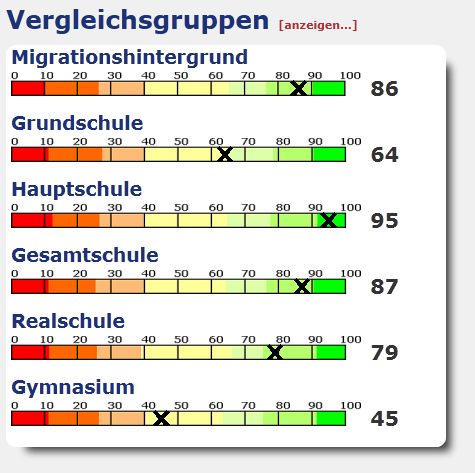 Vergleichsgruppen [anzeigen...]
Migrationshintergrund
0 10 20 30 40 50 60 70 80 90 100
86
Grundschule
0 10 20 30 40 50 60 70 80 90 100
64
Hauptschule
0 10 20 30 40 50 60 70 80 90 100
95
Gesamtschule
0 10 20 30 40 50 60 70 80 90 100
87
Realschule
0 10 20 30 40 50 60 70 80 90 100
79
Gymnasium
0 10 20 30 40 50 60 70 80 90 100
45